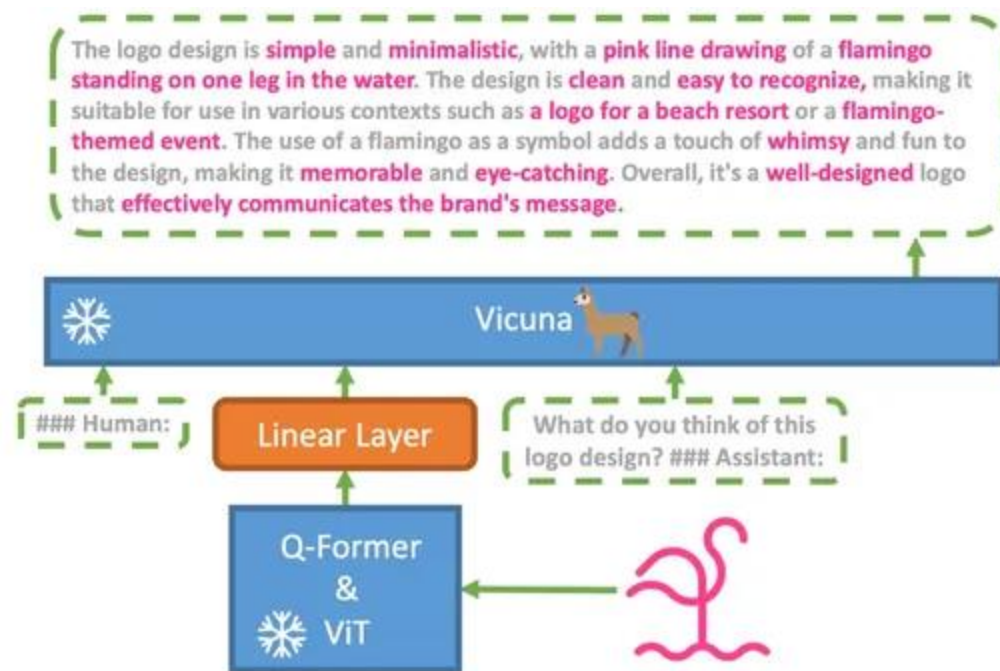 The logo design is simple and minimalistic, with a pink line drawing of a flamingo
standing on one leg in the water. The design is clean and easy to recognize, making it
suitable for use in various contexts such as a logo for a beach resort or a flamingo-
themed event. The use of a flamingo as a symbol adds a touch of whimsy and fun to
the design, making it memorable and eye-catching. Overall, it's a well-designed logo
that effectively communicates the brand's message.
Vicuna
### Human:
Linear Layer
What do you think of this
logo design? ### Assistant:
Q-Former
&
ViT